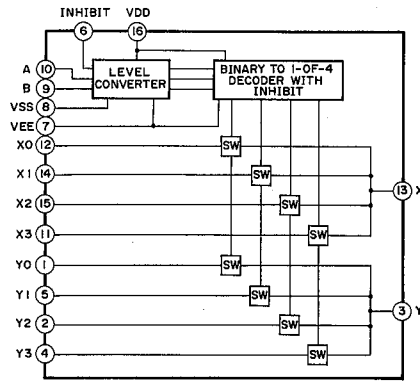 INHIBIT VDD
6 16
A 10
B 9
VSS 8
VEE 7
LEVEL
CONVERTER
BINARY TO 1-OF-4
DECODER WITH
INHIBIT
X0 12 SW
X1 14 SW
13 X
X2 15 SW
X3 11 SW
Y0 1 SW
Y1 5 SW
3 Y
Y2 2 SW
Y3 4 SW